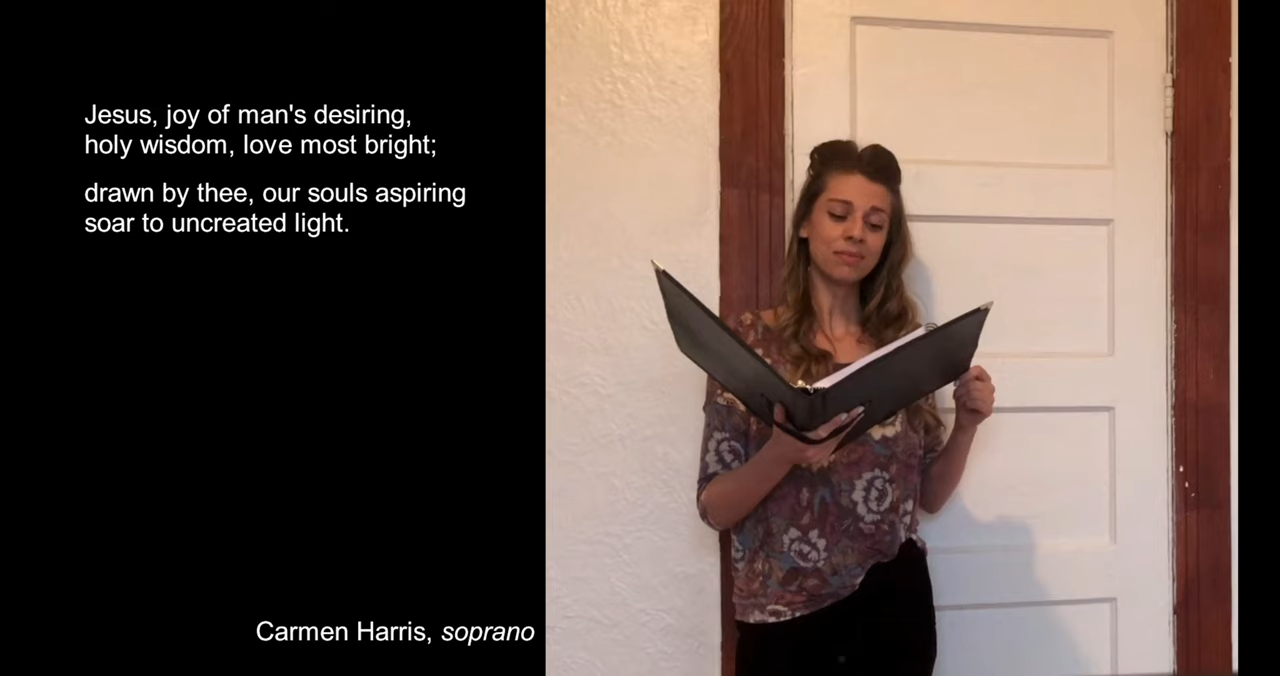 Jesus, joy of man's desiring,
holy wisdom, love most bright;
drawn by thee, our souls aspiring
soar to uncreated light.
Carmen Harris, soprano